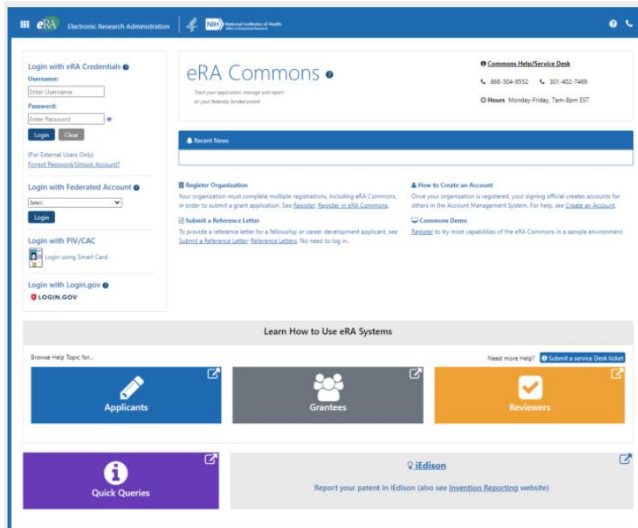 eRA Electronic Research Administration NIH National Institutes of Health
Office of Extramural Research
Login with eRA Credentials
Username:
Enter Username
Password:
Enter Password
Login Clear
(For External Users Only)
Forgot Password/Unlock Account?
Login with Federated Account
Select..
Login
Login with PIV/CAC
Login using Smart Card
Login with Login.gov
LOGIN.GOV
eRA Commons
Track your application, manage and report
on your federally funded award
Commons Help/Service Desk
866-504-9552 301-402-7469
Hours Monday-Friday, 7am-8pm EST
Recent News
Register Organization
Your organization must complete multiple registrations, including eRA Commons,
in order to submit a grant application. See Register: Register in eRA Commons.
Submit a Reference Letter
To provide a reference letter for a fellowship or career development applicant, see
Submit a Reference Letter: Reference Letters. No need to log in.
How to Create an Account
Once your organization is registered, your signing official creates accounts for
others in the Account Management System. For help, see Create an Account.
Commons Demo
Register to try most capabilities of the eRA Commons in a sample environment
Learn How to Use eRA Systems
Browse Help Topic for...
Need more Help? Submit a service Desk ticket
Applicants
Grantees
Reviewers
Quick Queries
iEdison
Report your patent in iEdison (also see Invention Reporting website)